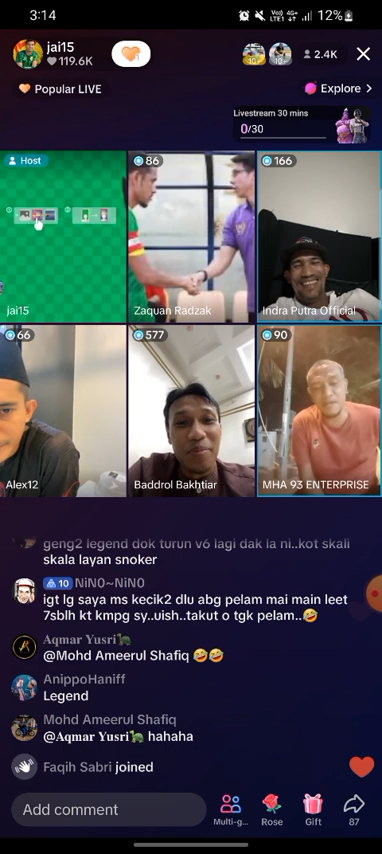 3:14
Vo))
4G+
LTE1
12%
jai15
119.6K
2.4K
Popular LIVE
Explore >
Livestream 30 mins
0/30
Host
86
166
jai15
Zaquan Radzak
Indra Putra Official
66
577
90
Alex12
Baddrol Bakhtiar
MHA 93 ENTERPRISE
geng2 legend dok turun v6 lagi dak la ni..kot skali
skala layan snoker
10 NiN0~NiN0
igt lg saya ms kecik2 dlu abg pelam mai main leet
7sblh kt kmpg sy..uish..takut o tgk pelam..🤣
Aqmar Yusri🐢
@Mohd Ameerul Shafiq 🤣🤣
AnippoHaniff
Legend
Mohd Ameerul Shafiq
@Aqmar Yusri🐢 hahaha
Faqih Sabri joined
Add comment
Multi-g...
Rose
Gift
87